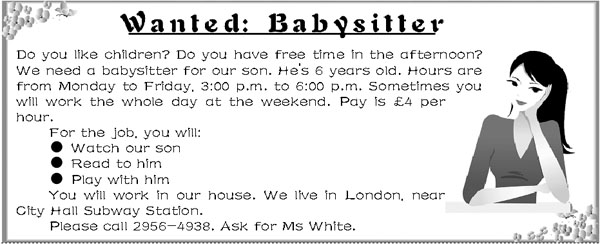 Wanted: Babysitter
Do you like children? Do you have free time in the afternoon?
We need a babysitter for our son. He's 6 years old. Hours are
from Monday to Friday, 3:00 p.m. to 6:00 p.m. Sometimes you
will work the whole day at the weekend. Pay is £4 per
hour.
For the job, you will:
● Watch our son
● Read to him
● Play with him
You will work in our house. We live in London, near
City Hall Subway Station.
Please call 2956-4938. Ask for Ms White.